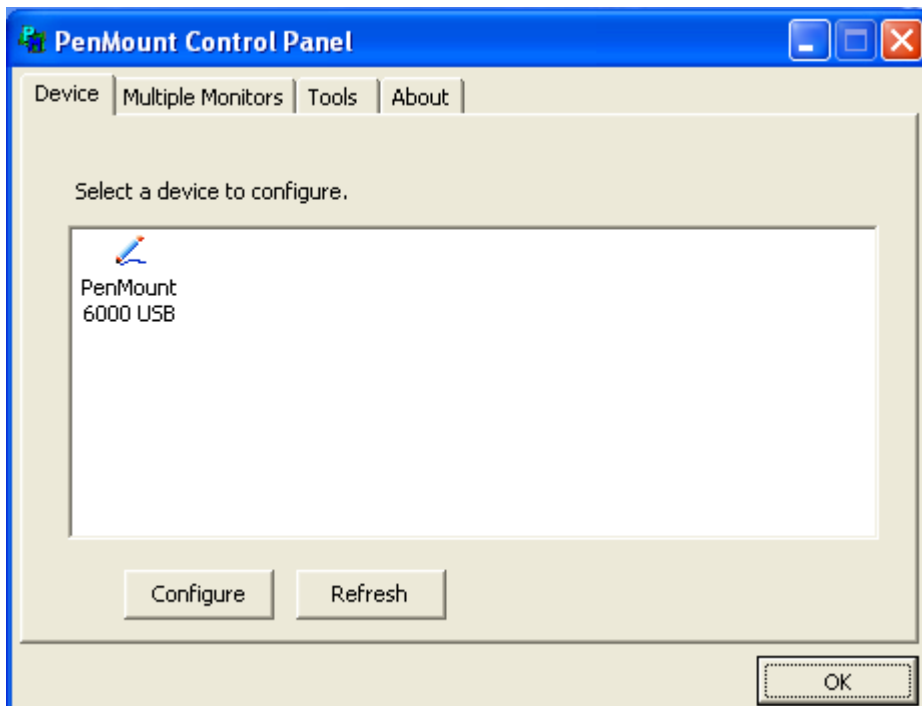 PenMount Control Panel
Device Multiple Monitors Tools About
Select a device to configure.
PenMount
6000 USB
Configure Refresh
OK